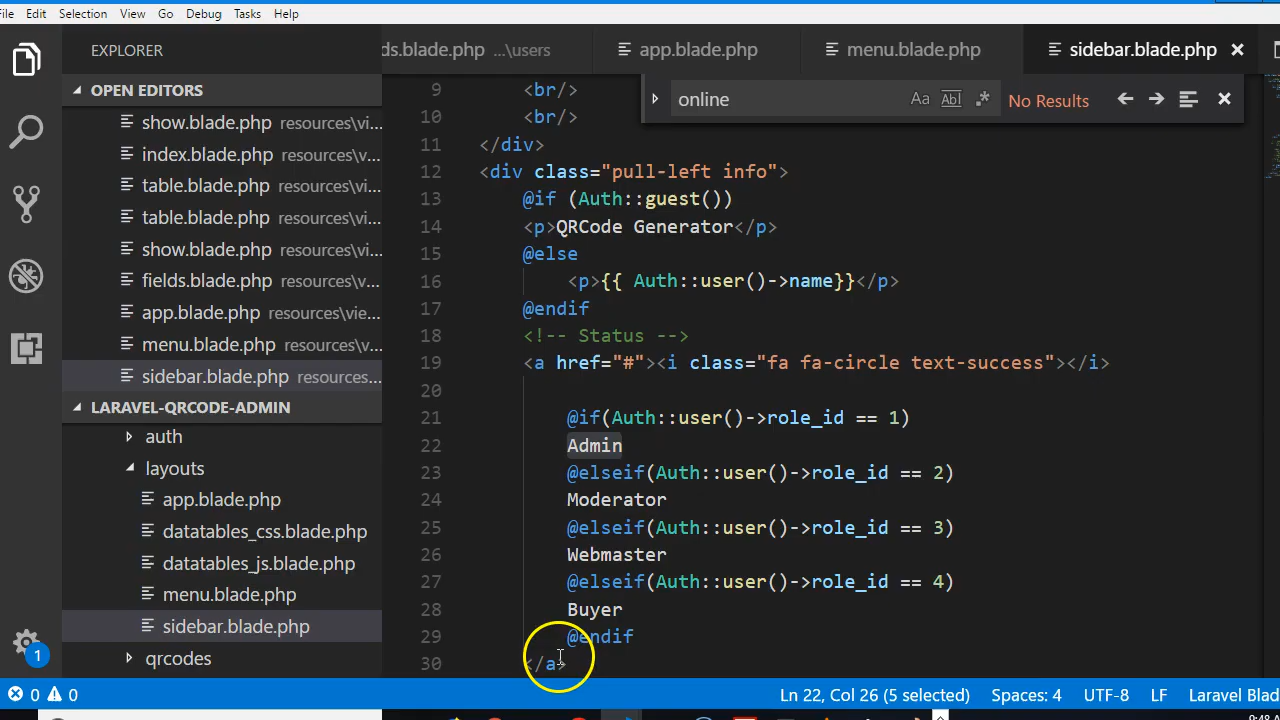 File Edit Selection View Go Debug Tasks Help
EXPLORER
OPEN EDITORS
show.blade.php resources\vi...
index.blade.php resources\v...
table.blade.php resources\vi...
table.blade.php resources\vi...
show.blade.php resources\vi...
fields.blade.php resources\vi...
app.blade.php resources\vie...
menu.blade.php resources\v...
sidebar.blade.php resources...
LARAVEL-QRCODE-ADMIN
auth
layouts
app.blade.php
datatables_css.blade.php
datatables_js.blade.php
menu.blade.php
sidebar.blade.php
qrcodes
ds.blade.php ...\users app.blade.php menu.blade.php sidebar.blade.php
online Aa Abl .* No Results
9 <br/>
10 <br/>
11 </div>
12 <div class="pull-left info">
13 @if (Auth::guest())
14 <p>QRCode Generator</p>
15 @else
16 <p>{{ Auth::user()->name}}</p>
17 @endif
18 <!-- Status -->
19 <a href="#"><i class="fa fa-circle text-success"></i>
20
21 @if(Auth::user()->role_id == 1)
22 Admin
23 @elseif(Auth::user()->role_id == 2)
24 Moderator
25 @elseif(Auth::user()->role_id == 3)
26 Webmaster
27 @elseif(Auth::user()->role_id == 4)
28 Buyer
29 @endif
30 </a>
1
0 0 Ln 22, Col 26 (5 selected) Spaces: 4 UTF-8 LF Laravel Blad